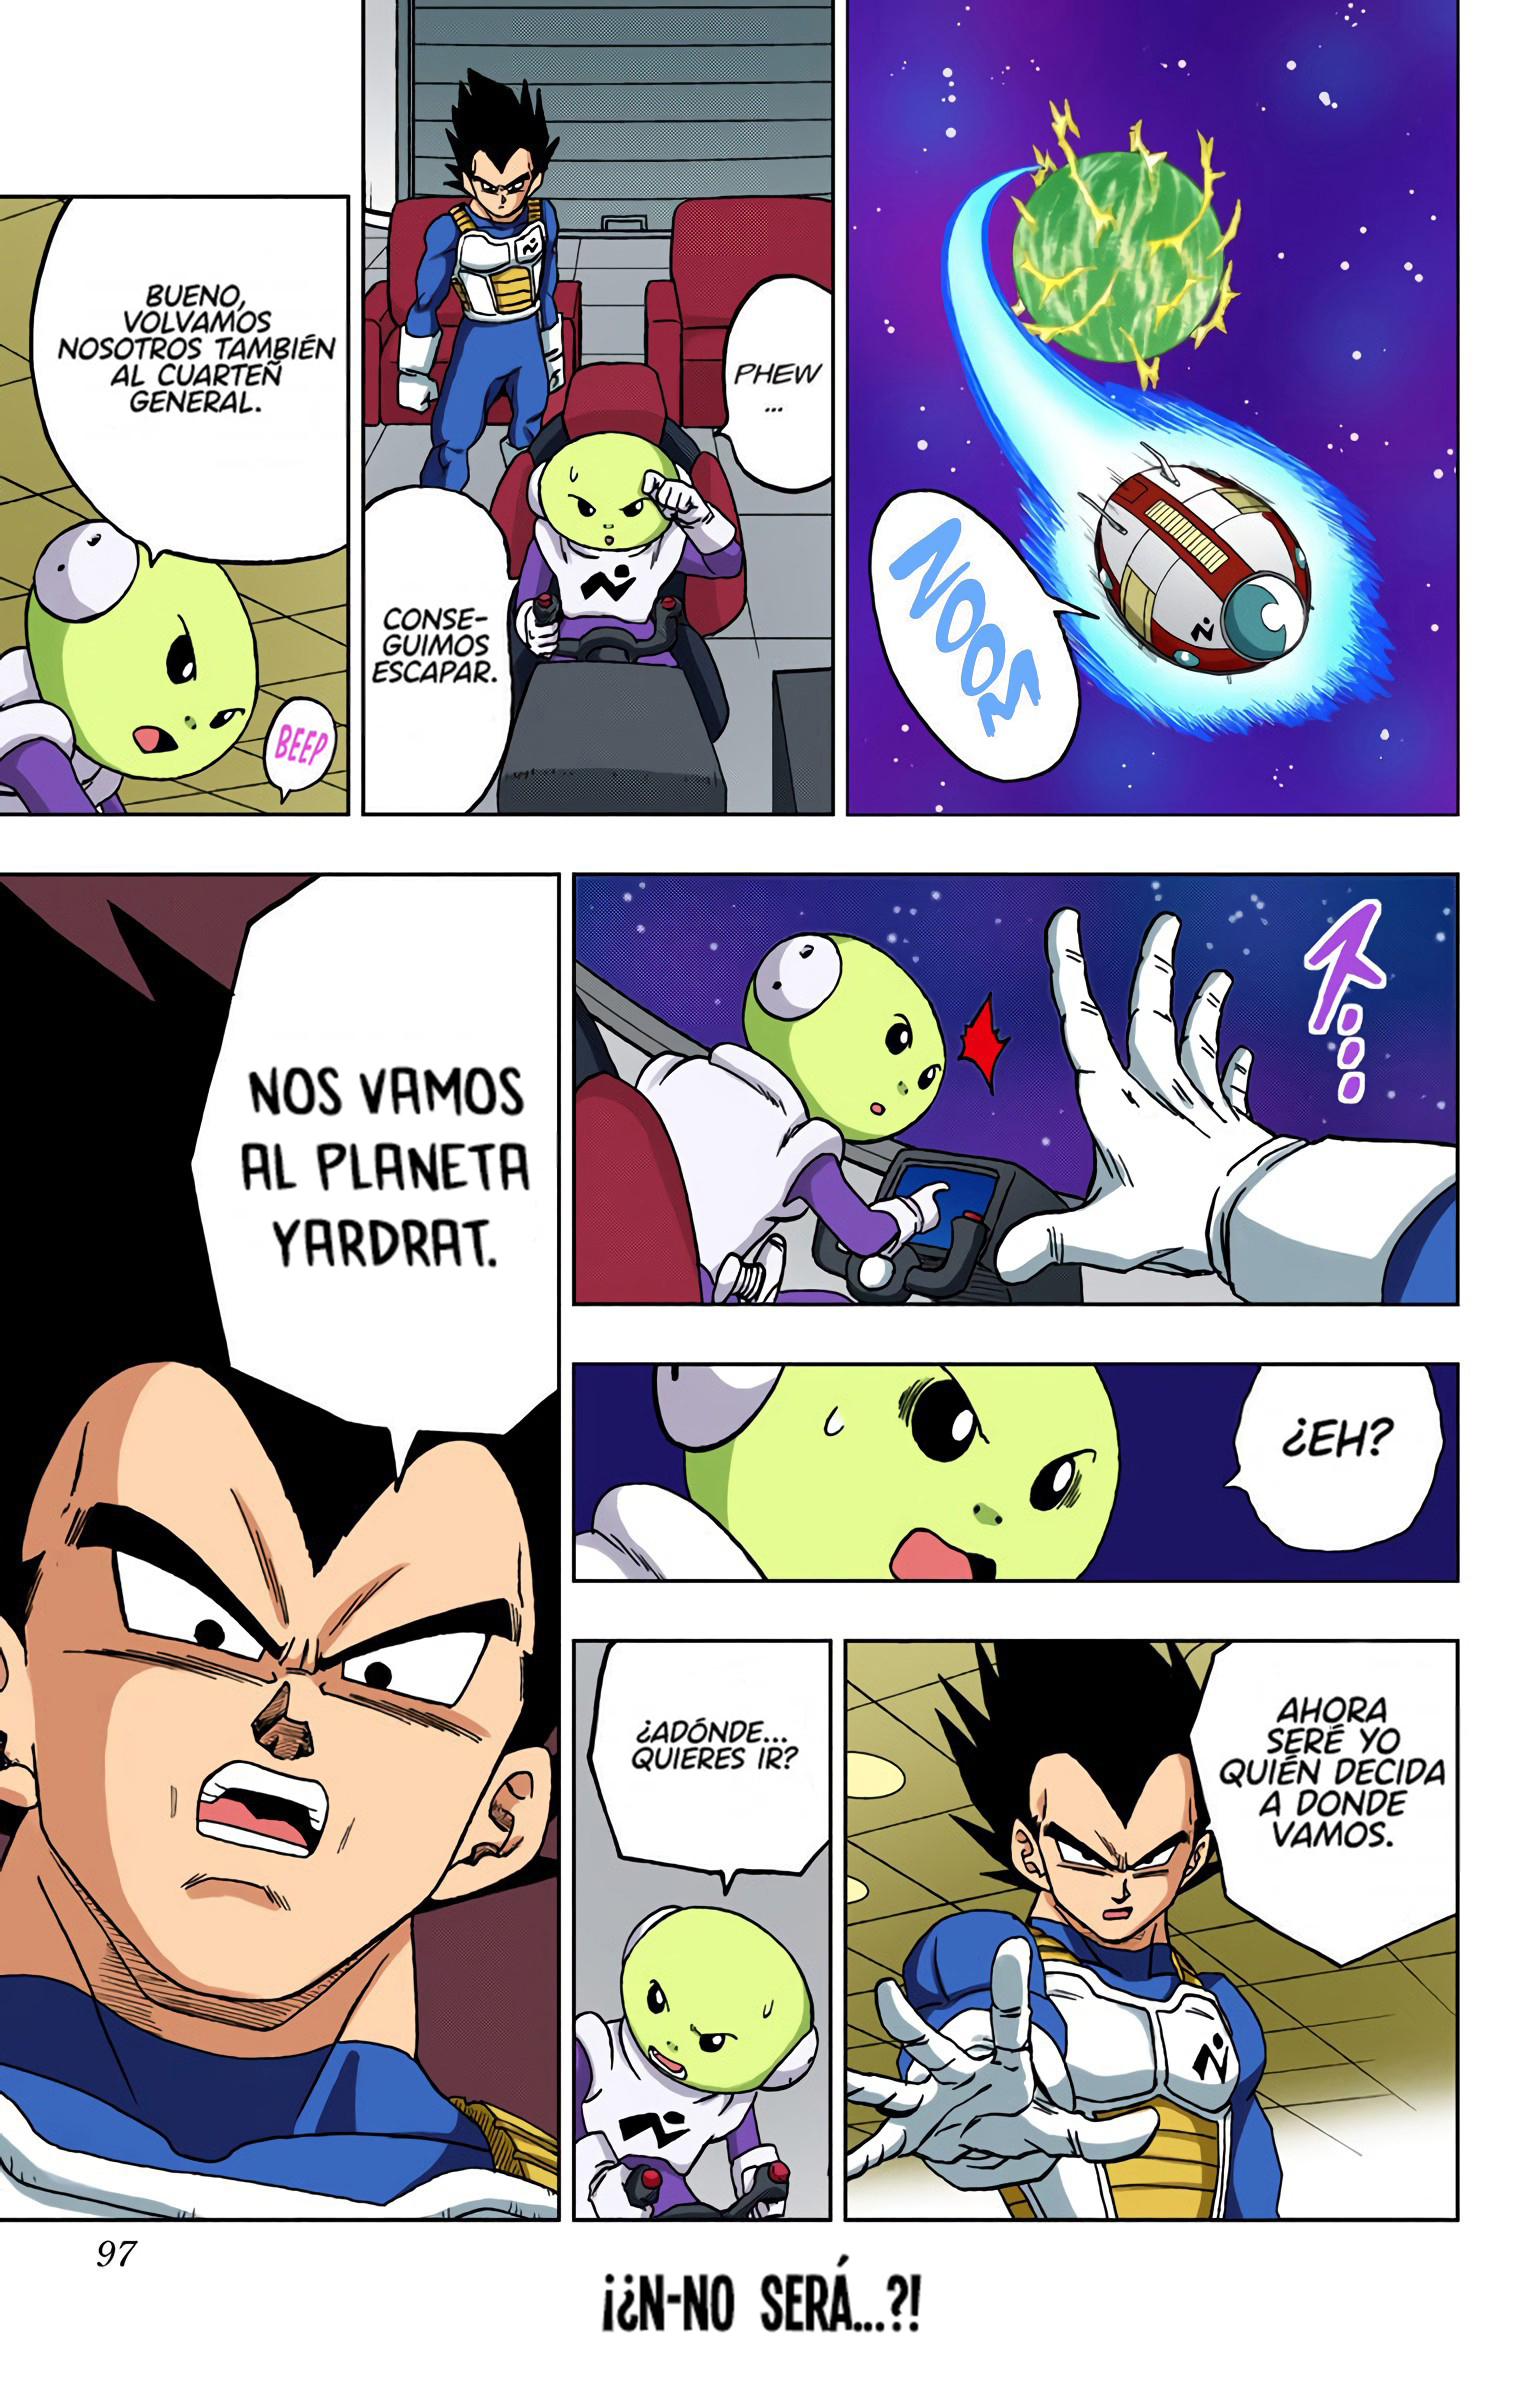 NOOM
PHEW
...
CONSE-
GUIMOS
ESCAPAR.
BUENO,
VOLVAMOS
NOSOTROS TAMBIÉN
AL CUARTEÑ
GENERAL.
BEEP
¿EH?
AHORA
SERÉ YO
QUIÉN DECIDA
A DONDE
VAMOS.
¿ADÓNDE...
QUIERES IR?
NOS VAMOS
AL PLANETA
YARDRAT.
97
¡¿N-NO SERÁ...?!